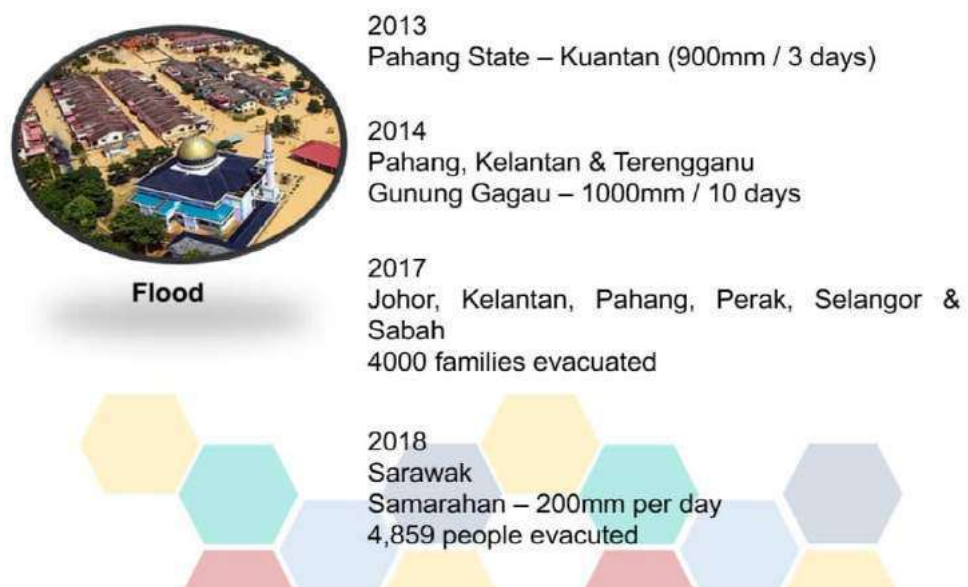 2013
Pahang State – Kuantan (900mm / 3 days)
2014
Pahang, Kelantan & Terengganu
Gunung Gagau – 1000mm / 10 days
Flood
2017
Johor, Kelantan, Pahang, Perak, Selangor &
Sabah
4000 families evacuated
2018
Sarawak
Samarahan – 200mm per day
4,859 people evacuted